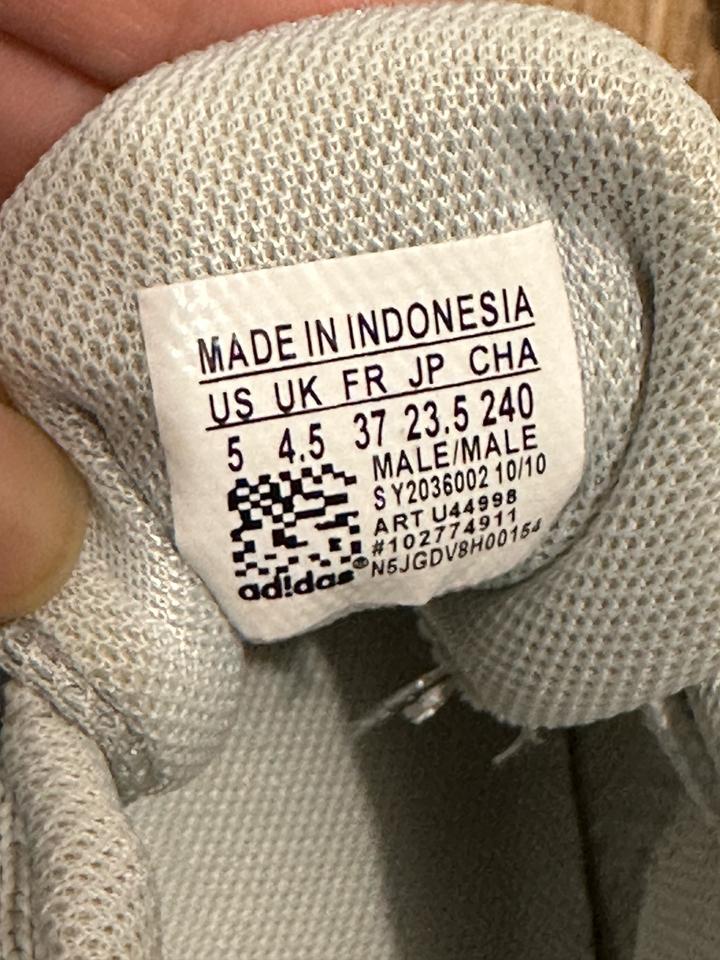 MADE IN INDONESIA
US UK FR JP CHA
5 4.5 37 23.5 240
MALE/MALE
SY2036002 10/10
ART U44998
#102774911
N5JGDV8H00154
adidas®